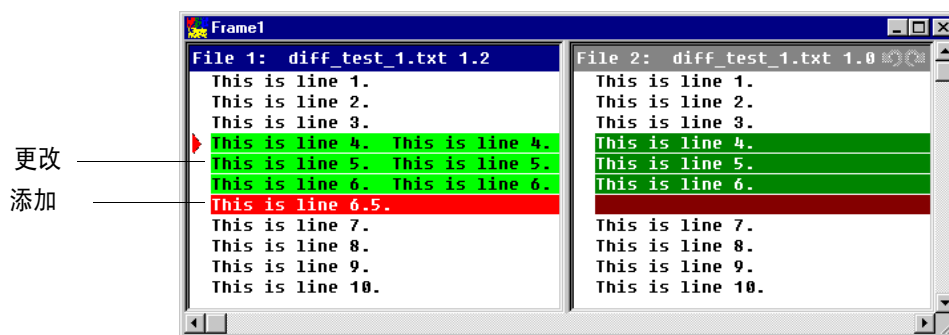 Frame1
File 1:  diff_test_1.txt 1.2
This is line 1.
This is line 2.
This is line 3.
This is line 4.  This is line 4.
This is line 5.  This is line 5.
This is line 6.  This is line 6.
This is line 6.5.
This is line 7.
This is line 8.
This is line 9.
This is line 10.
File 2:  diff_test_1.txt 1.0
This is line 1.
This is line 2.
This is line 3.
This is line 4.
This is line 5.
This is line 6.
This is line 7.
This is line 8.
This is line 9.
This is line 10.
更改
添加